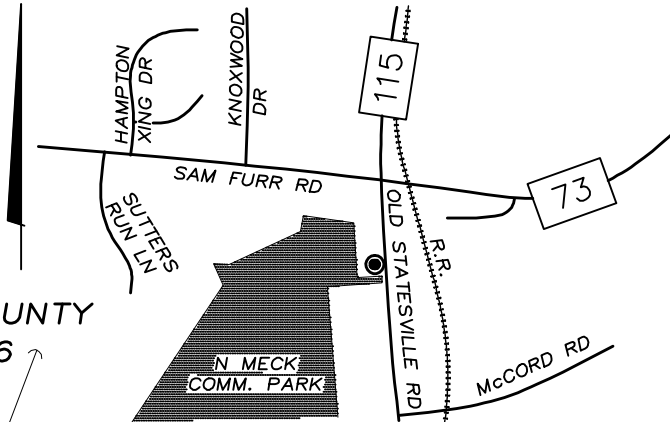 HAMPTON
XING DR
KNOXWOOD
DR
115
SAM FURR RD
73
SUTTERS
RUN LN
OLD STATESVILLE RD
R.R.
UNTY
6
N MECK
COMM. PARK
McCORD RD